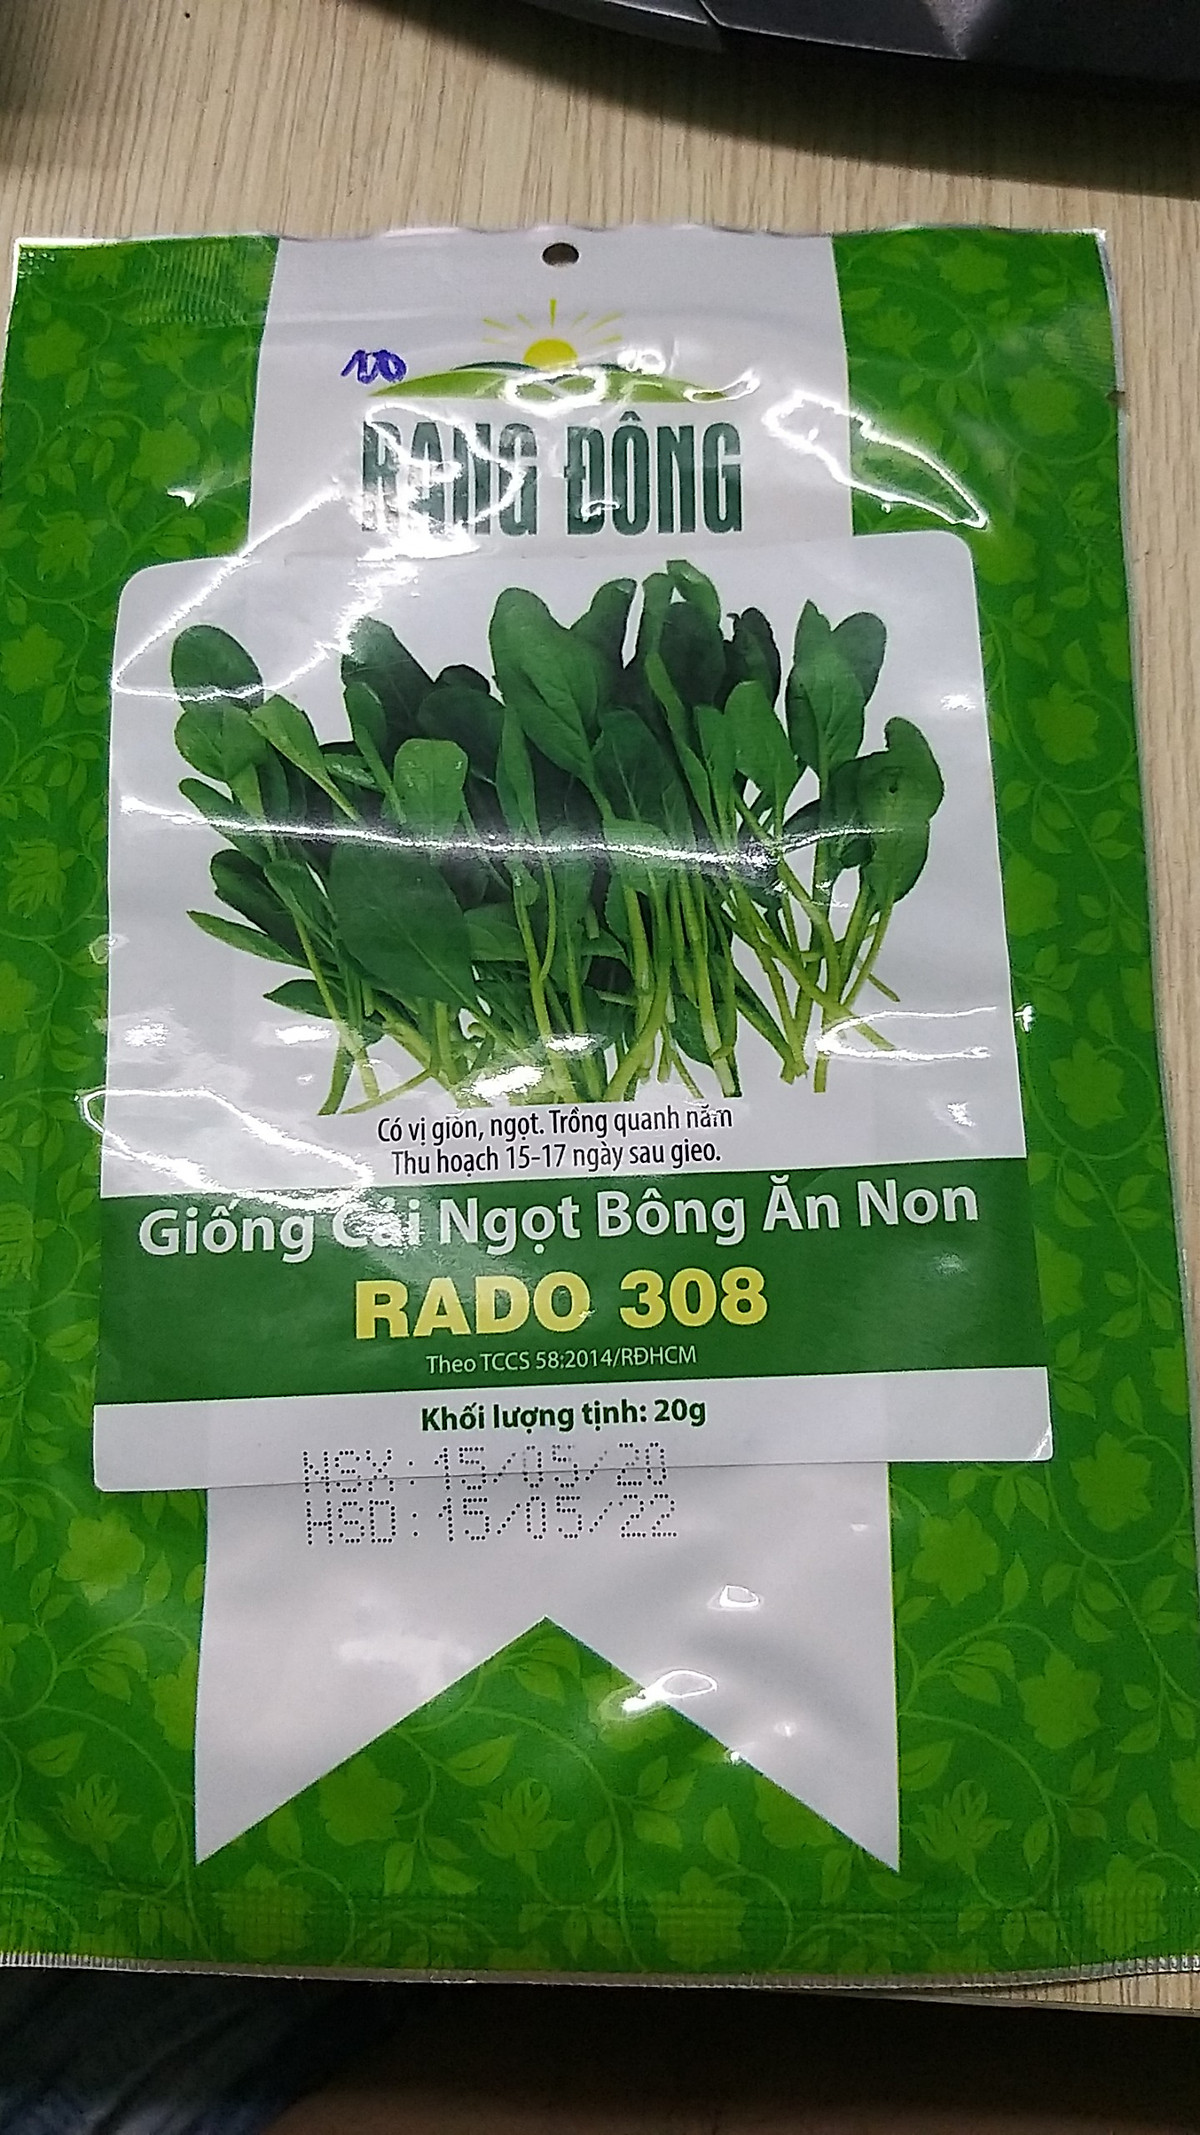 RẠNG ĐÔNG
Có vị giòn, ngọt. Trồng quanh năm
Thu hoạch 15-17 ngày sau gieo.
Giống Cải Ngọt Bông Ăn Non
RADO 308
Theo TCCS 58:2014/RĐHCM
Khối lượng tịnh: 20g
NSX: 15/05/20
HSD: 15/05/22